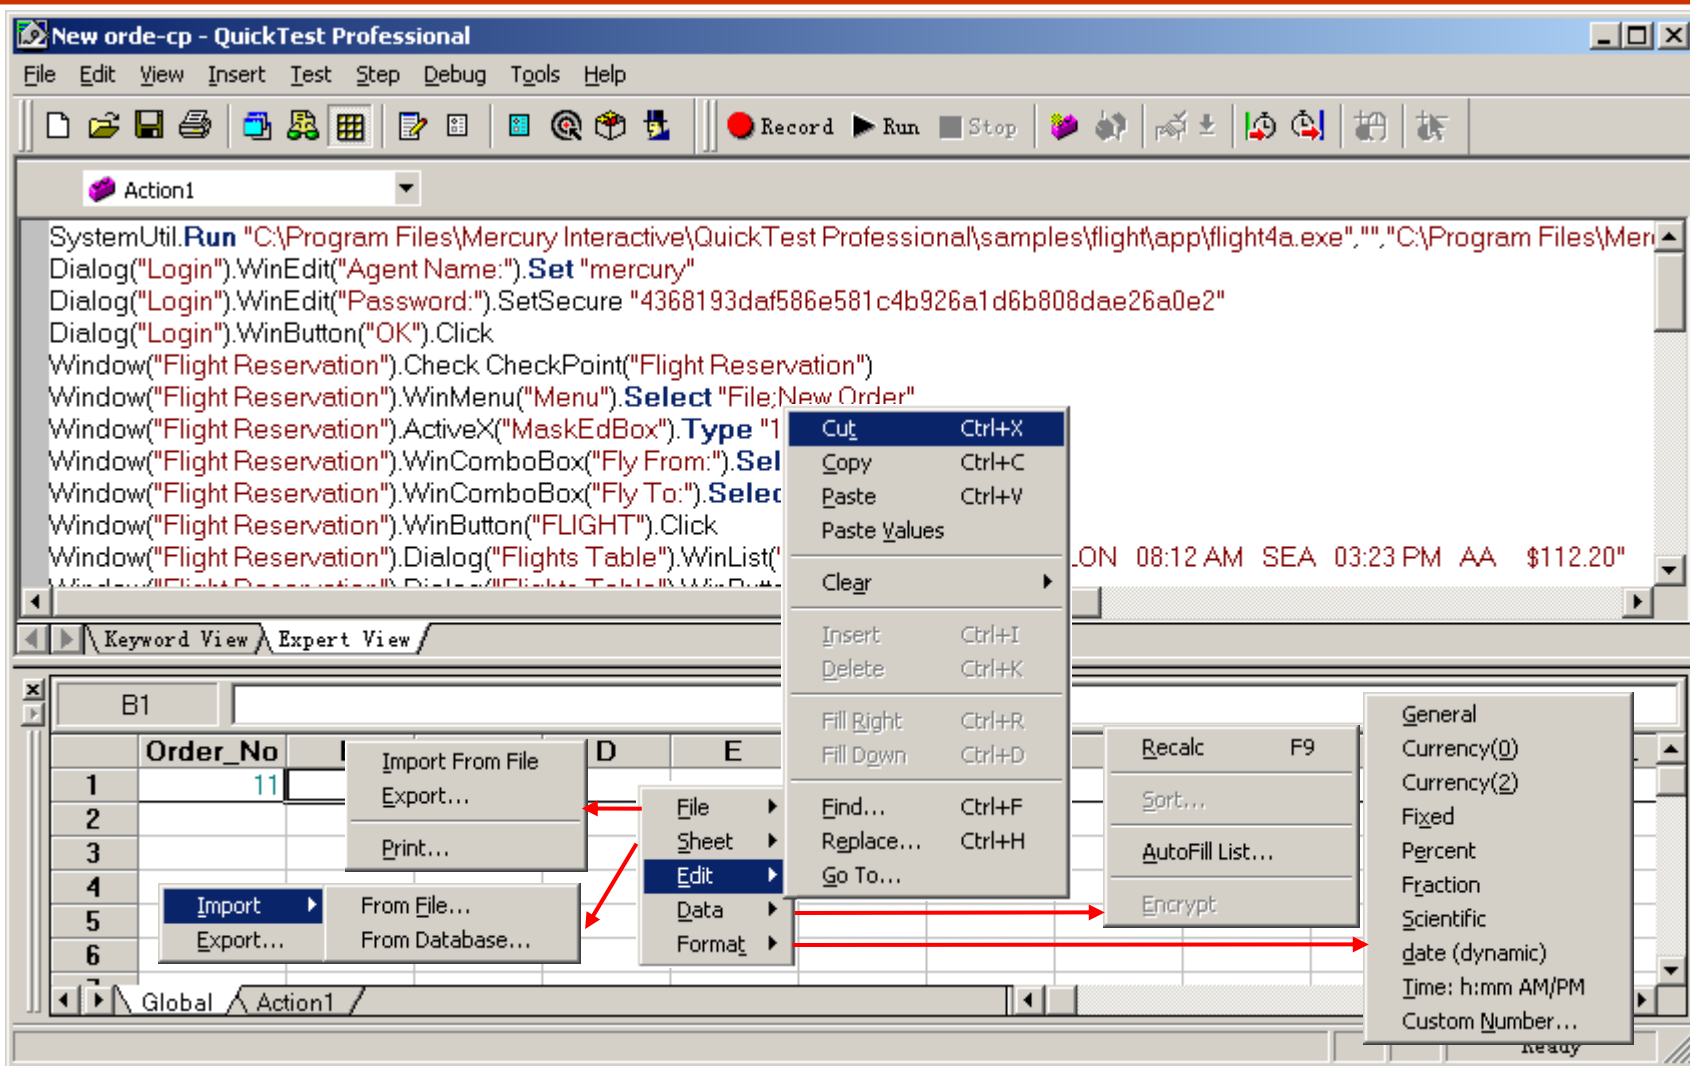 New orde-cp - QuickTest Professional
File Edit View Insert Test Step Debug Tools Help
Record Run Stop
Action1
SystemUtil.Run "C:\Program Files\Mercury Interactive\QuickTest Professional\samples\flight\app\flight4a.exe","","C:\Program Files\Mer
Dialog("Login").WinEdit("Agent Name:").Set "mercury"
Dialog("Login").WinEdit("Password:").SetSecure "4368193daf586e581c4b926a1d6b808dae26a0e2"
Dialog("Login").WinButton("OK").Click
Window("Flight Reservation").Check CheckPoint("Flight Reservation")
Window("Flight Reservation").WinMenu("Menu").Select "File;New Order"
Window("Flight Reservation").ActiveX("MaskEdBox").Type "1
Window("Flight Reservation").WinComboBox("Fly From:").Sel
Window("Flight Reservation").WinComboBox("Fly To:").Selec
Window("Flight Reservation").WinButton("FLIGHT").Click
Window("Flight Reservation").Dialog("Flights Table").WinList(" LON 08:12 AM SEA 03:23 PM AA $112.20"
Window("Flight Reservation").Dialog("Flights Table").WinButto
Keyword View Expert View
Cut Ctrl+X
Copy Ctrl+C
Paste Ctrl+V
Paste Values
Clear
Insert Ctrl+I
Delete Ctrl+K
Fill Right Ctrl+R
Fill Down Ctrl+D
Find... Ctrl+F
Replace... Ctrl+H
Go To...
B1
Order_No D E
1 11
2
3
4
5
6
Import From File
Export...
Print...
Import
Export...
From File...
From Database...
File
Sheet
Edit
Data
Format
Recalc F9
Sort...
AutoFill List...
Encrypt
General
Currency(0)
Currency(2)
Fixed
Percent
Fraction
Scientific
date (dynamic)
Time: h:mm AM/PM
Custom Number...
Global Action1
Ready